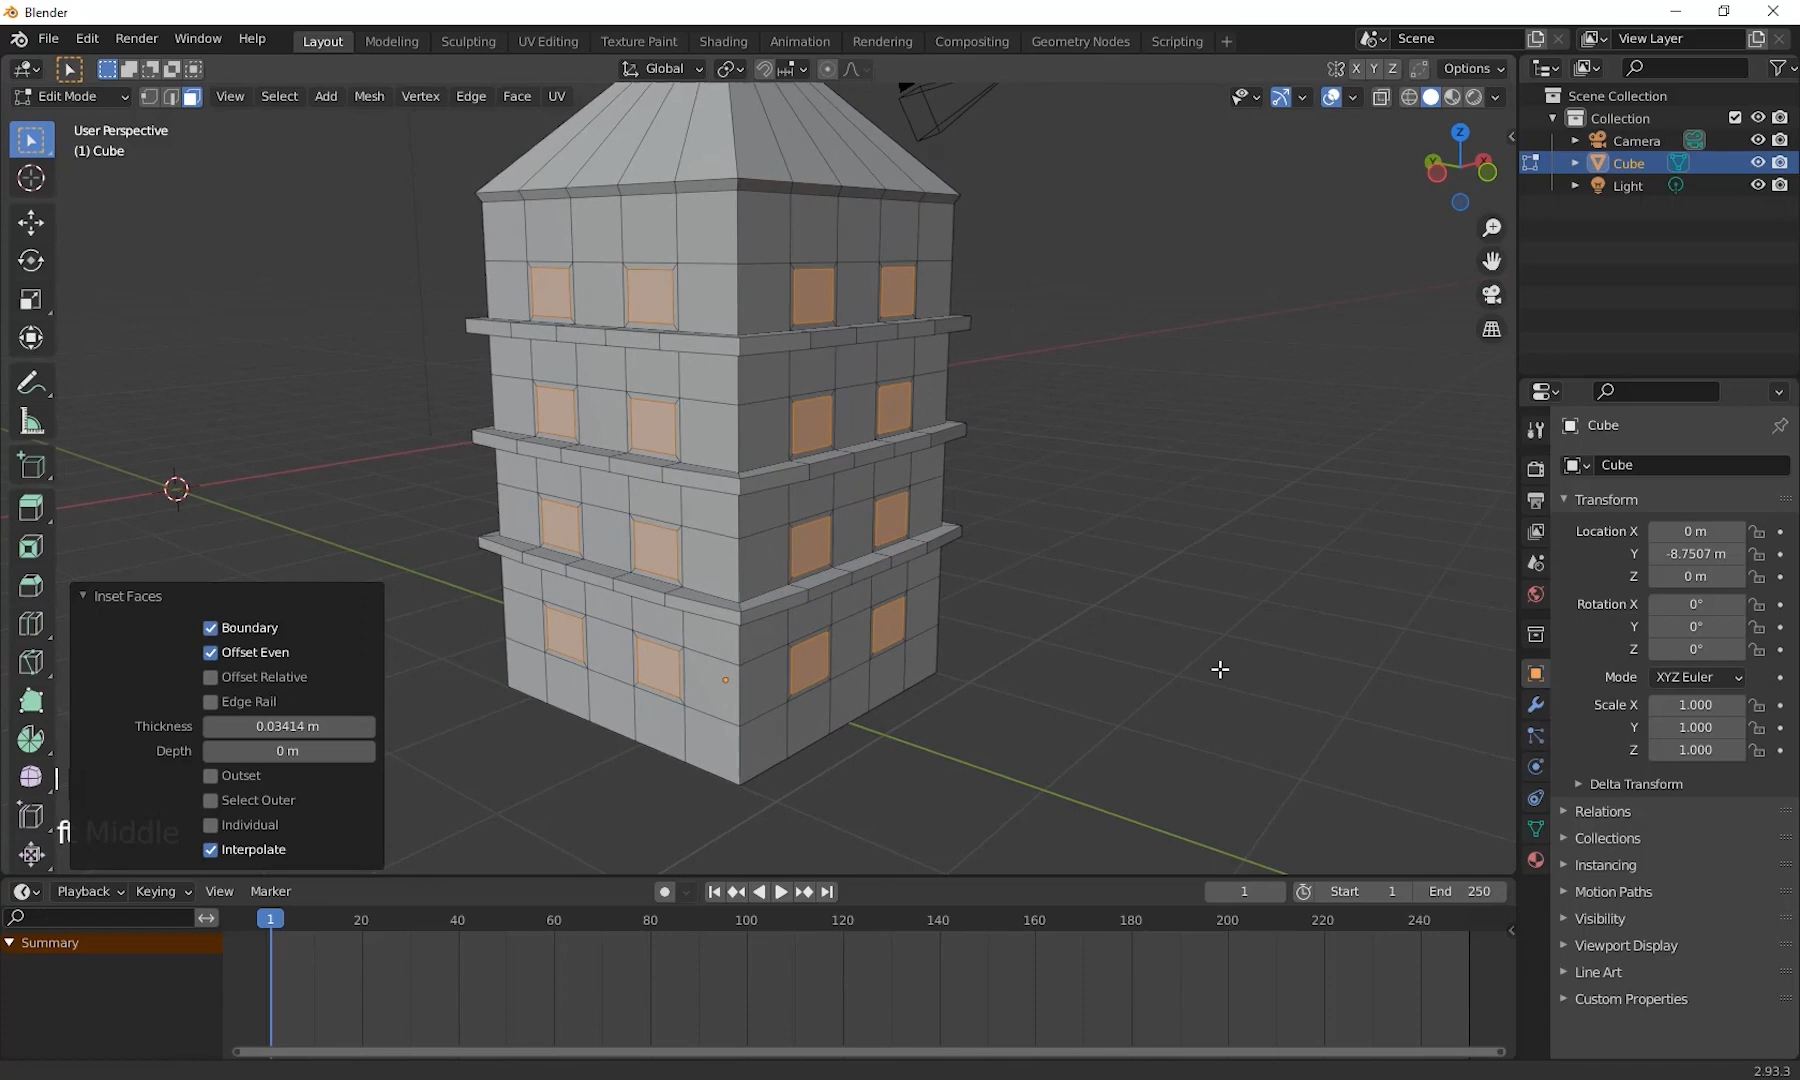 Blender
File Edit Render Window Help Layout Modeling Sculpting UV Editing Texture Paint Shading Animation Rendering Compositing Geometry Nodes Scripting + Scene View Layer
Global X Y Z Options
Edit Mode View Select Add Mesh Vertex Edge Face UV
User Perspective
(1) Cube
Z
Y
X
Scene Collection
Collection
Camera
Cube
Light
Cube
Cube
Transform
Location X 0 m
Y -8.7507 m
Z 0 m
Rotation X 0°
Y 0°
Z 0°
Mode XYZ Euler
Scale X 1.000
Y 1.000
Z 1.000
Delta Transform
Relations
Collections
Instancing
Motion Paths
Visibility
Viewport Display
Line Art
Custom Properties
Inset Faces
Boundary
Offset Even
Offset Relative
Edge Rail
Thickness 0.03414 m
Depth 0 m
Outset
Select Outer
Individual
Interpolate
ft Middle
Playback Keying View Marker 1 Start 1 End 250
1 20 40 60 80 100 120 140 160 180 200 220 240
Summary
2.93.3